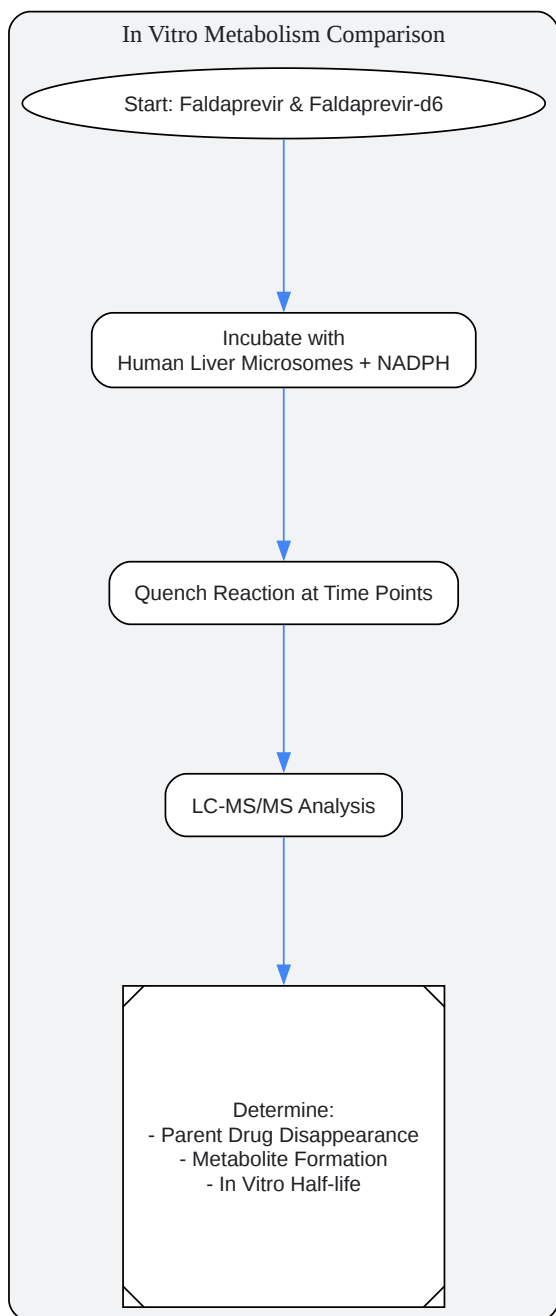 In Vitro Metabolism Comparison
Start: Faldaprevir & Faldaprevir-d6
Incubate with
Human Liver Microsomes + NADPH
Quench Reaction at Time Points
LC-MS/MS Analysis
Determine:
- Parent Drug Disappearance
- Metabolite Formation
- In Vitro Half-life